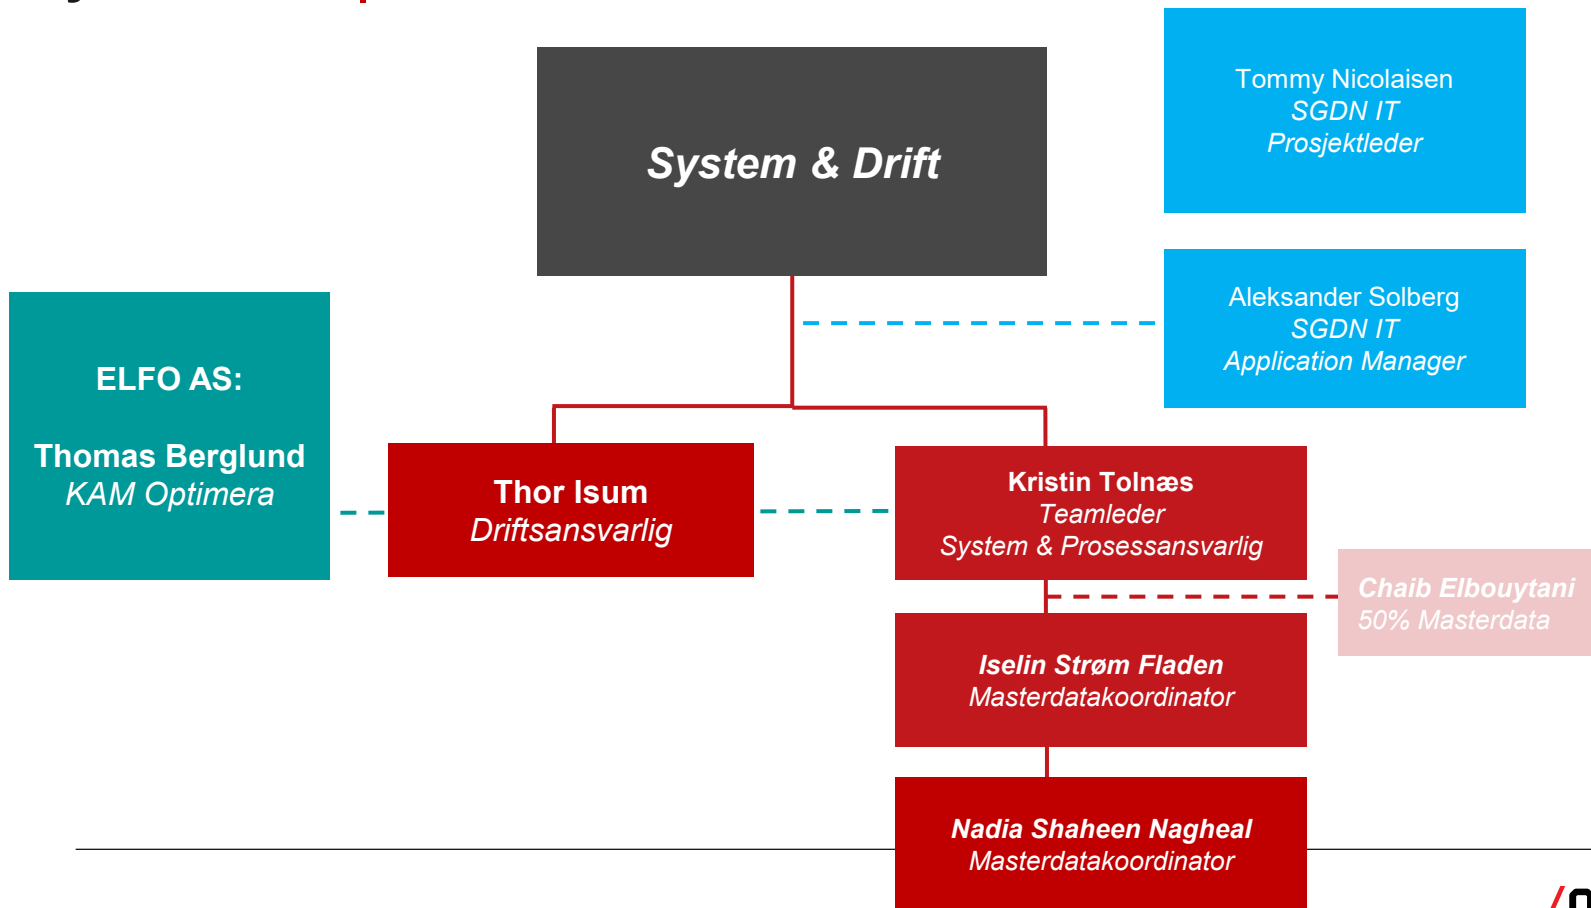 System & Drift
Tommy Nicolaisen
SGDN IT
Prosjektleder
Aleksander Solberg
SGDN IT
Application Manager
ELFO AS:
Thomas Berglund
KAM Optimera
Thor Isum
Driftsansvarlig
Kristin Tolnæs
Teamleder
System & Prosessansvarlig
Chaib Elbouytani
50% Masterdata
Iselin Strøm Fladen
Masterdatakoordinator
Nadia Shaheen Nagheal
Masterdatakoordinator